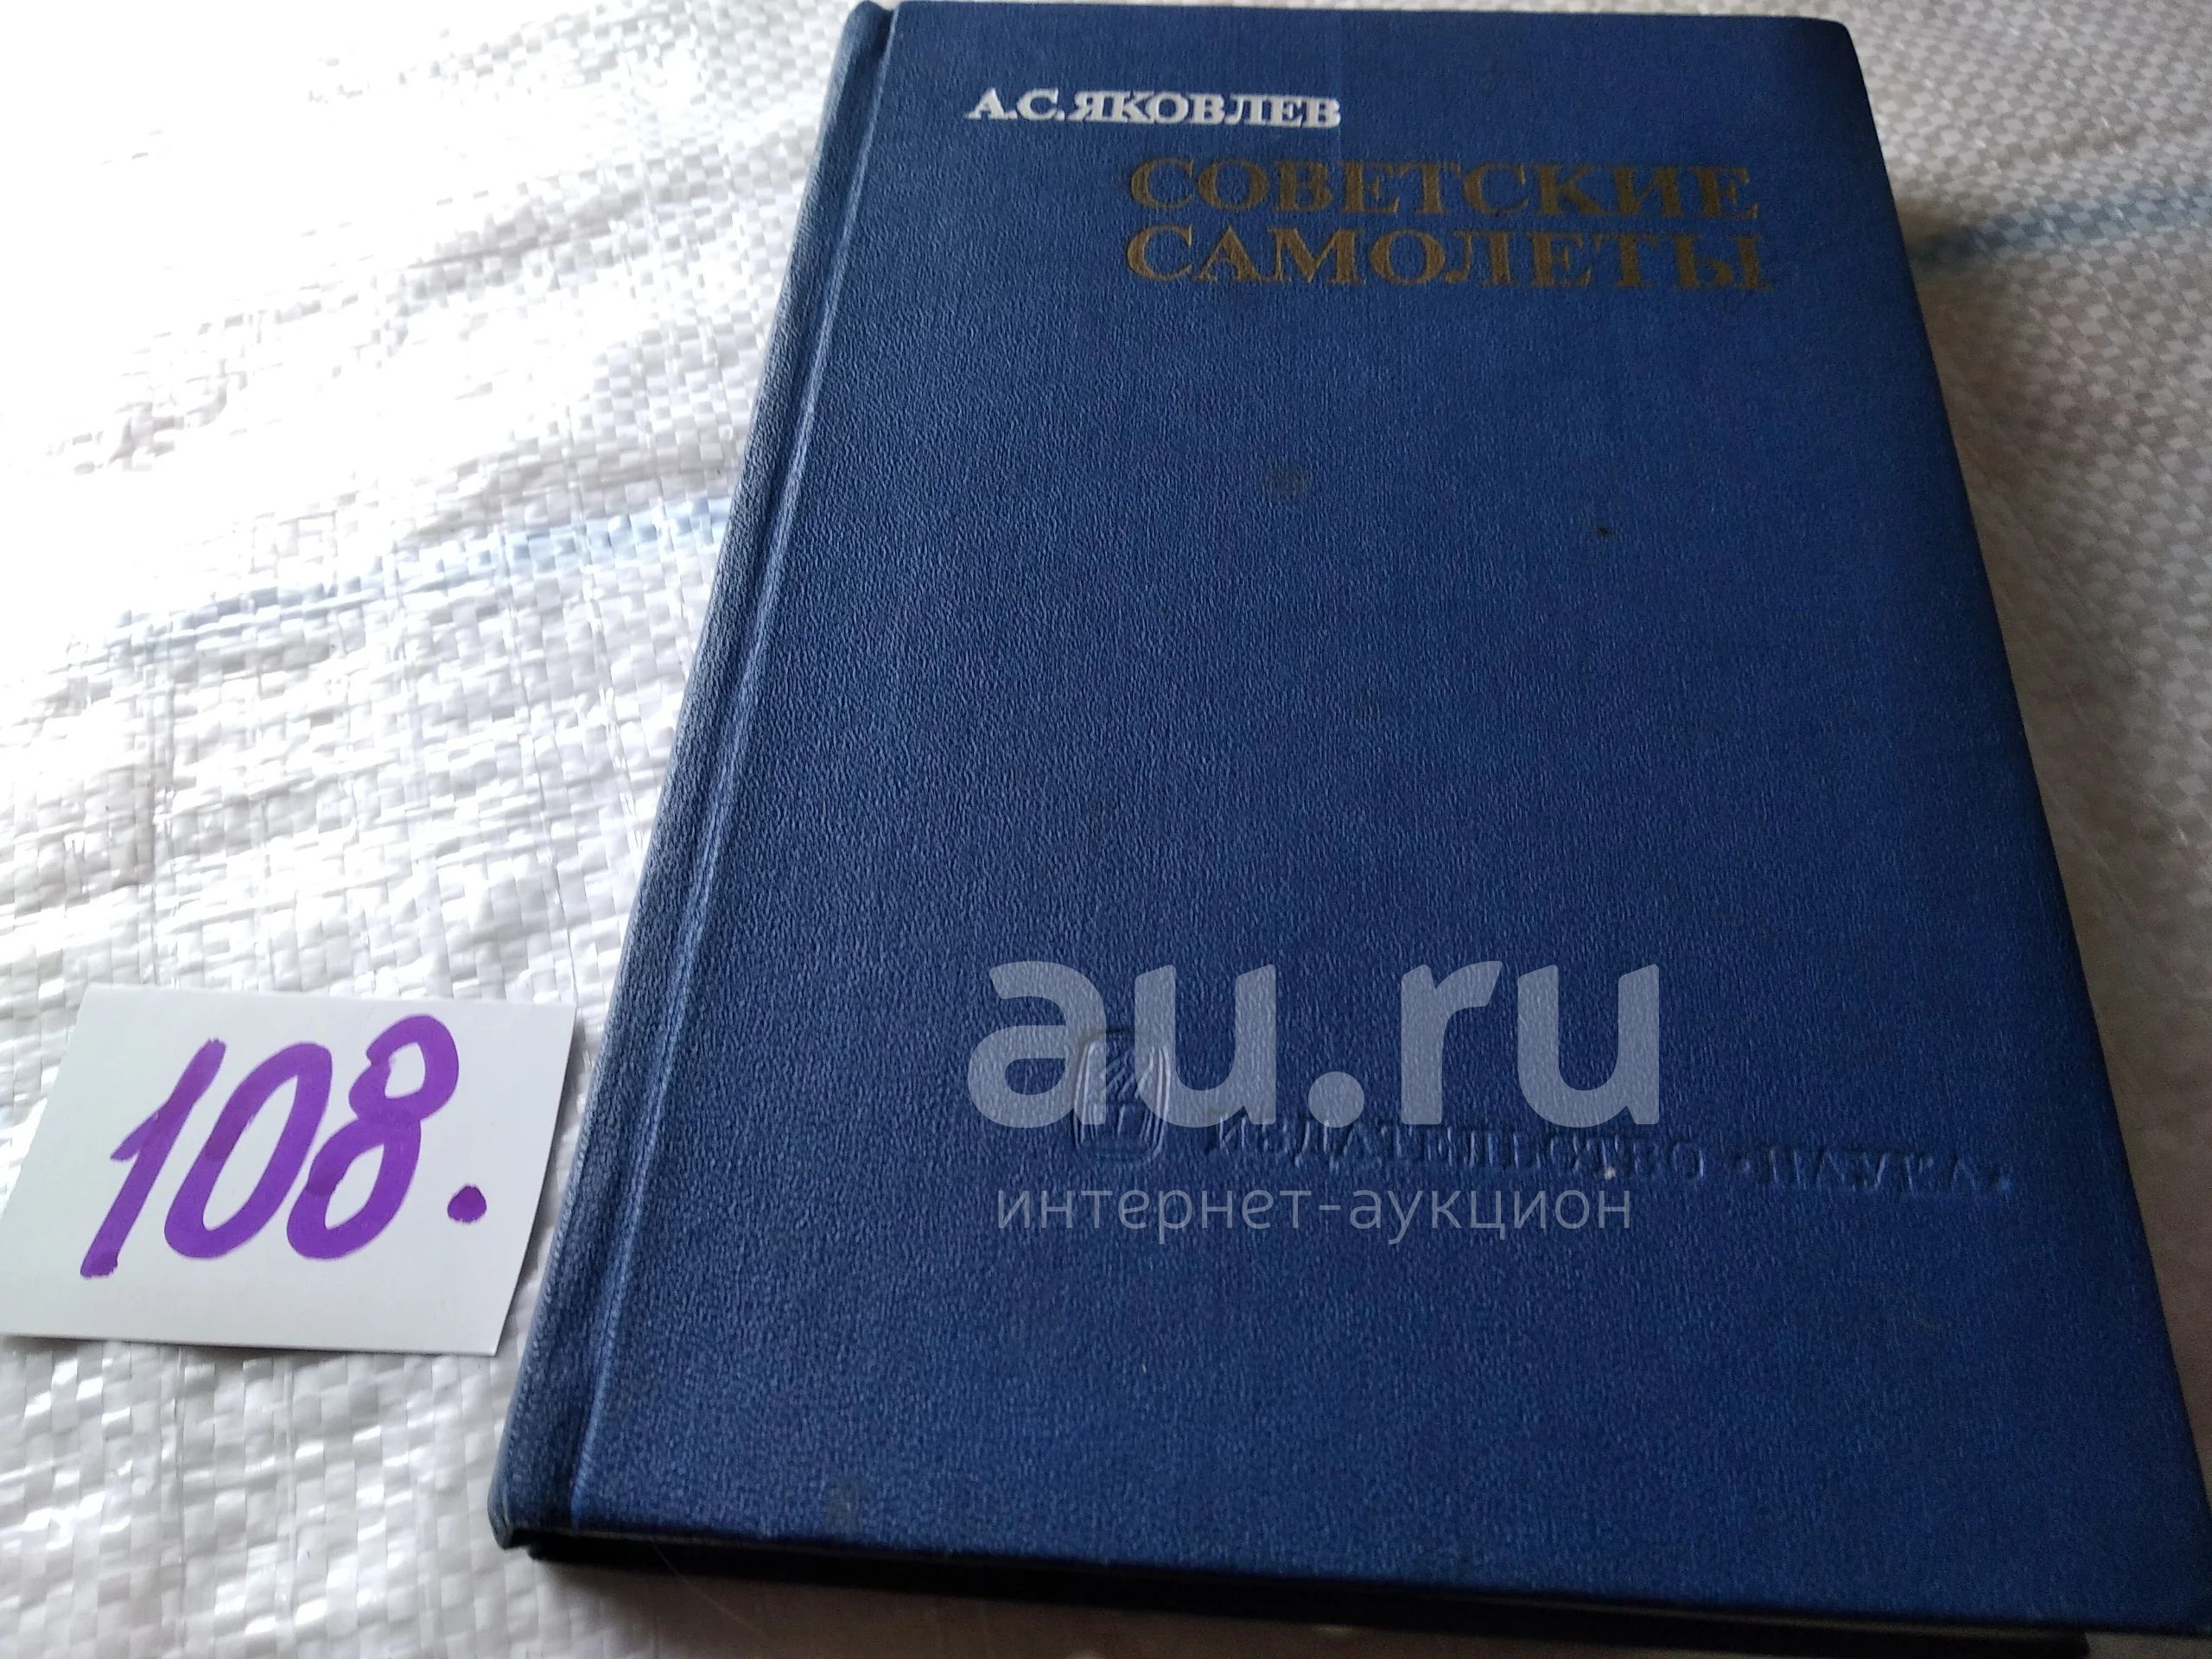 А.С.ЯКОВЛЕВ
СОВЕТСКИЕ
САМОЛЕТЫ
au.ru
ИЗДАТЕЛЬСТВО «НАУКА»
интернет-аукцион
108.